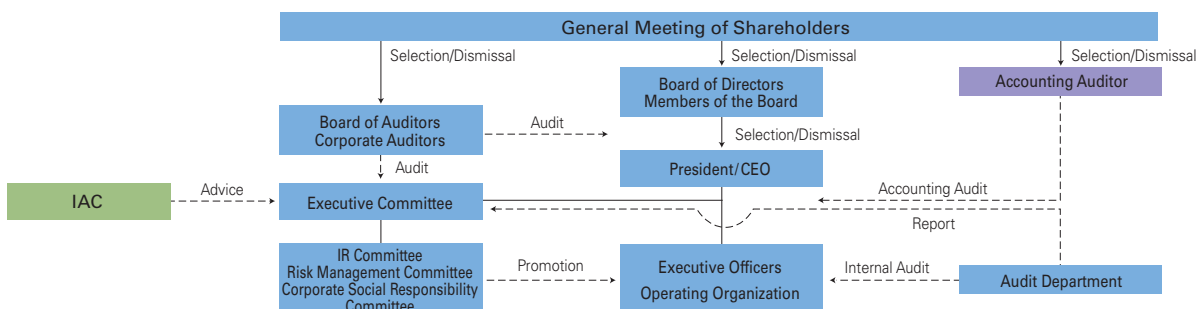 General Meeting of Shareholders
Selection/Dismissal
Selection/Dismissal
Selection/Dismissal
Board of Directors
Members of the Board
Accounting Auditor
Board of Auditors
Corporate Auditors
Audit
Selection/Dismissal
Audit
President/CEO
IAC
Advice
Executive Committee
Accounting Audit
Report
IR Committee
Risk Management Committee
Corporate Social Responsibility
Committee
Promotion
Executive Officers
Operating Organization
Internal Audit
Audit Department